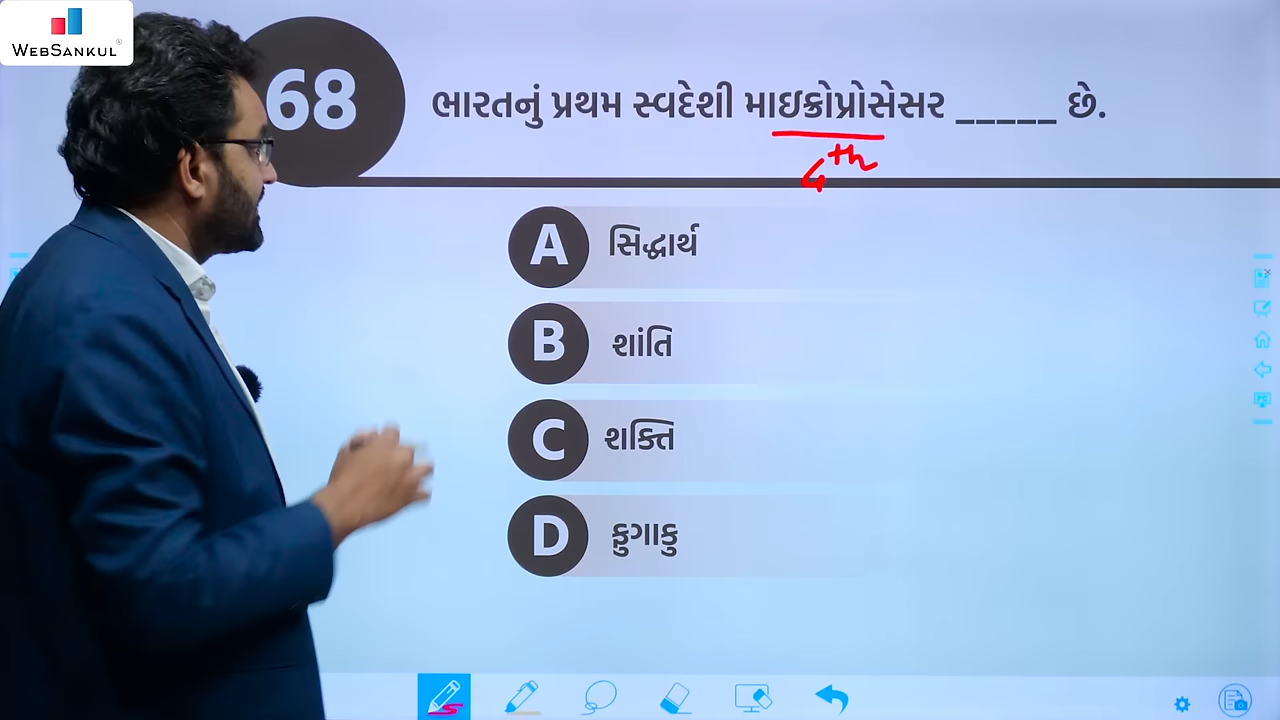 WEBSANKUL
68
ભારતનું પ્રથમ સ્વદેશી માઇક્રોપ્રોસેસર _____ છે.
4th
A સિદ્ધાર્થ
B શાંતિ
C શક્તિ
D ફુગાકુ